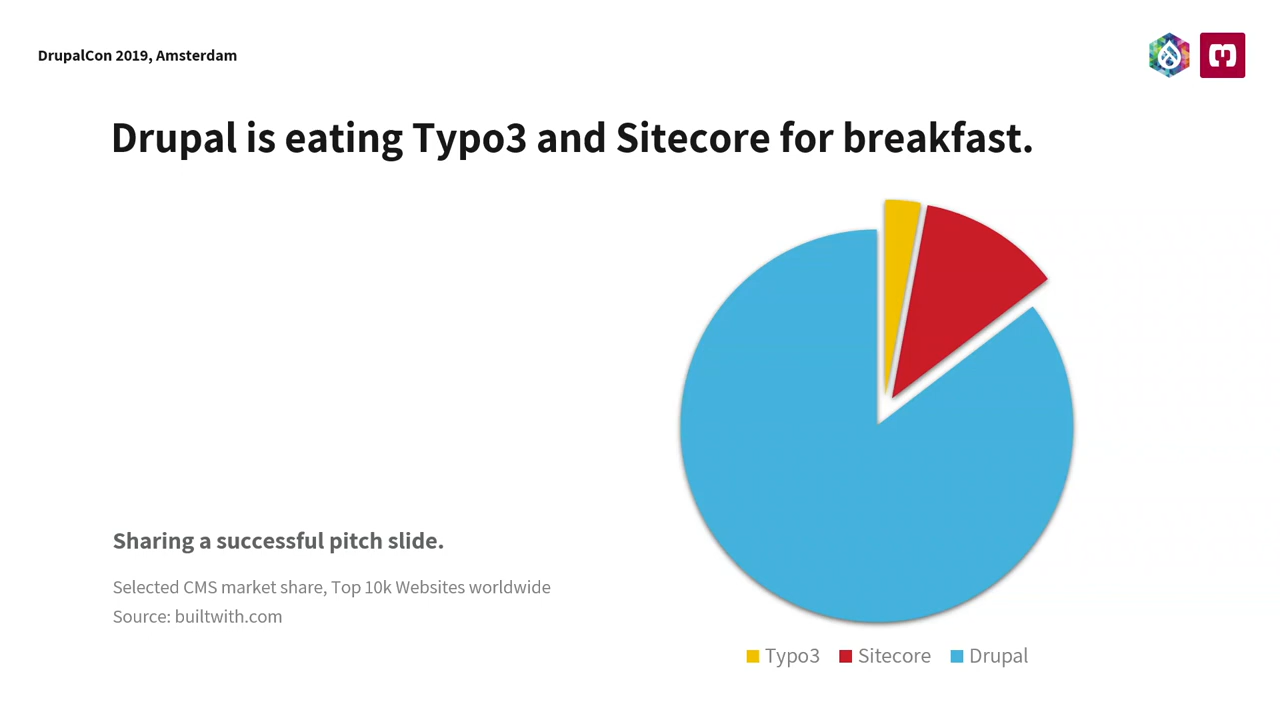 DrupalCon 2019, Amsterdam
Drupal is eating Typo3 and Sitecore for breakfast.
Sharing a successful pitch slide.
Selected CMS market share, Top 10k Websites worldwide
Source: builtwith.com
Typo3 Sitecore Drupal